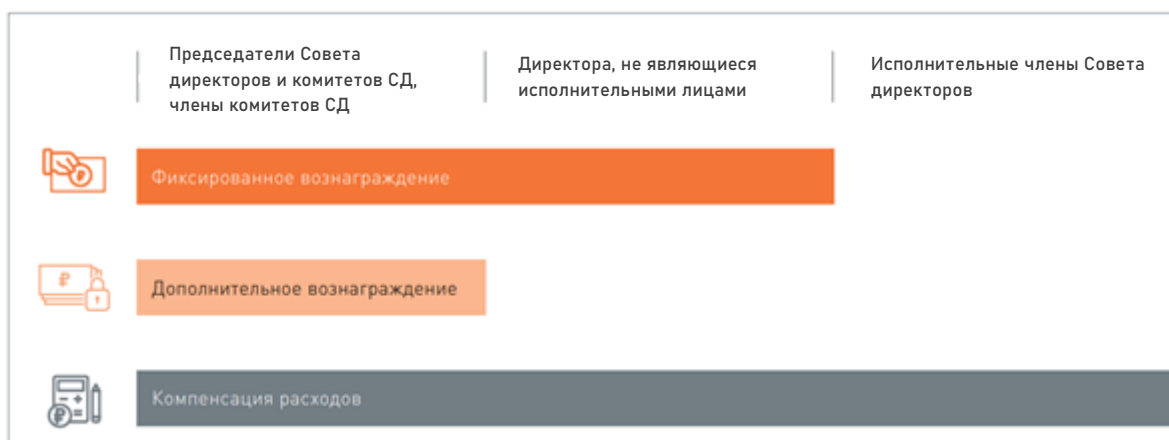 Председатели Совета
директоров и комитетов СД,
члены комитетов СД
Директора, не являющиеся
исполнительными лицами
Исполнительные члены Совета
директоров
Фиксированное вознаграждение
Дополнительное вознаграждение
Компенсация расходов